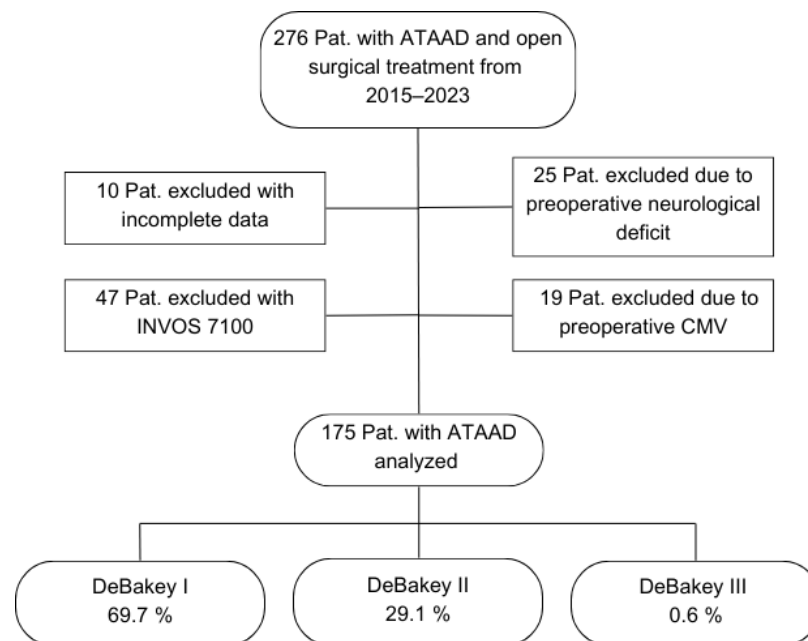 276 Pat. with ATAAD and open
surgical treatment from
2015–2023
10 Pat. excluded with
incomplete data
25 Pat. excluded due to
preoperative neurological
deficit
47 Pat. excluded with
INVOS 7100
19 Pat. excluded due to
preoperative CMV
175 Pat. with ATAAD
analyzed
DeBakey I
69.7 %
DeBakey II
29.1 %
DeBakey III
0.6 %